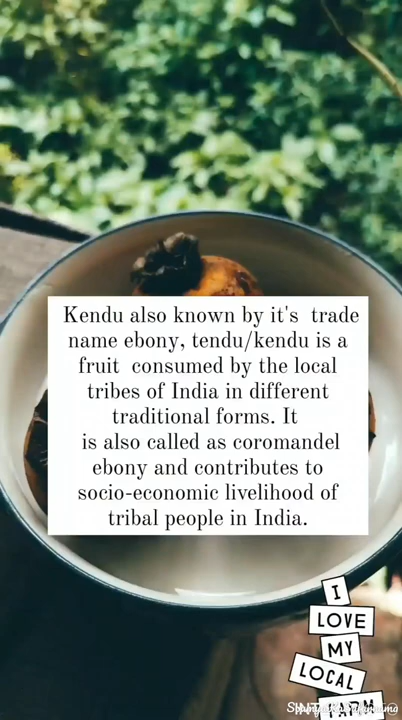 Kendu also known by it's trade
name ebony, tendu/kendu is a
fruit consumed by the local
tribes of India in different
traditional forms. It
is also called as coromandel
ebony and contributes to
socio-economic livelihood of
tribal people in India.
I
LOVE
MY
LOCAL
FARM